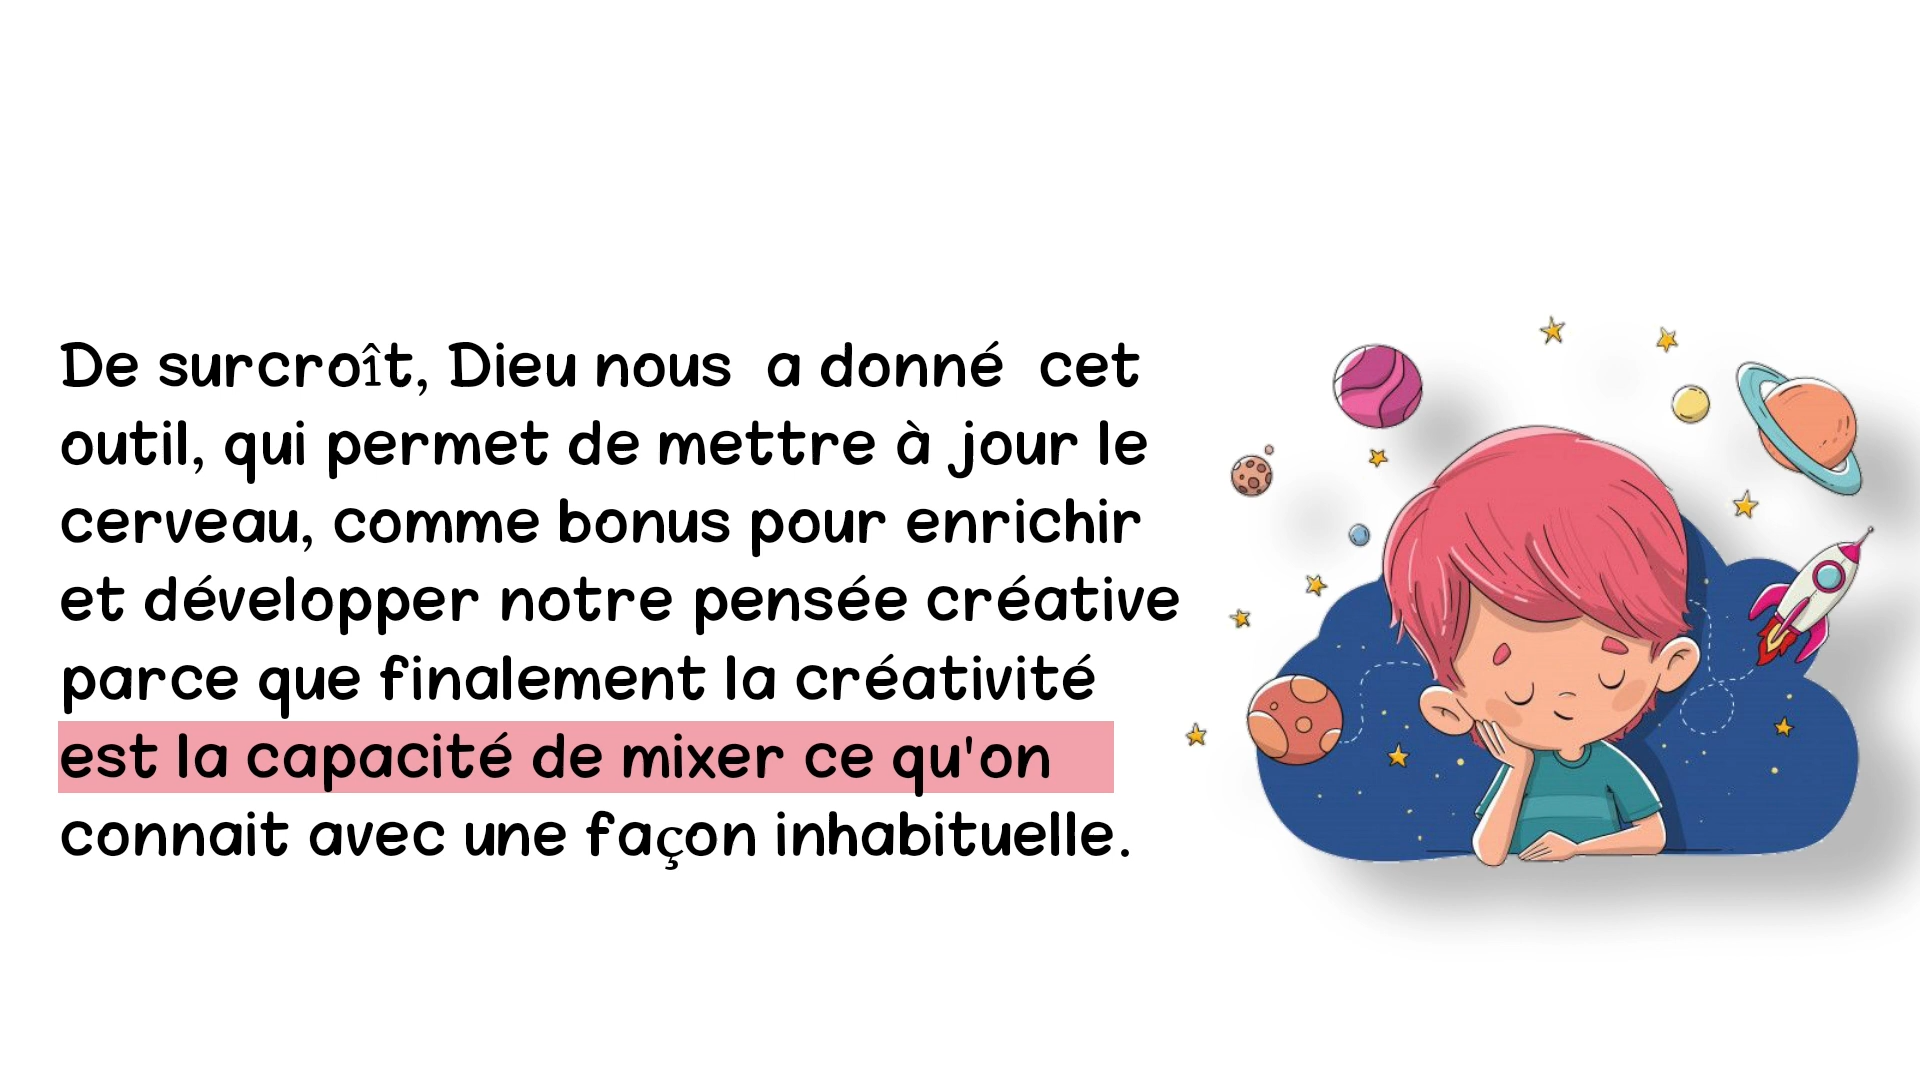 De surcroît, Dieu nous  a donné  cet
outil, qui permet de mettre à jour le
cerveau, comme bonus pour enrichir
et développer notre pensée créative
parce que finalement la créativité
est la capacité de mixer ce qu'on
connait avec une façon inhabituelle.